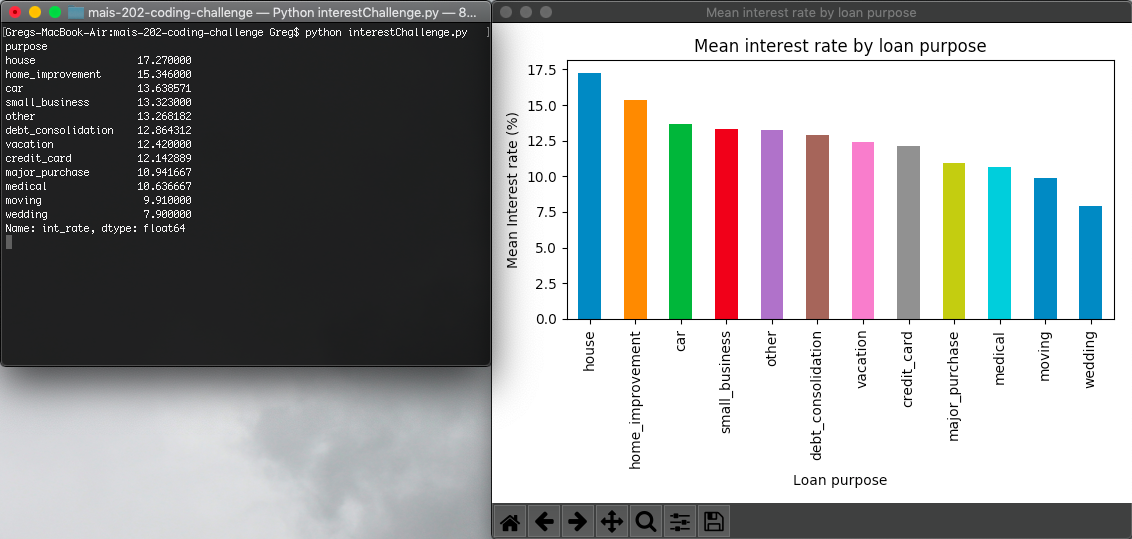 mais-202-coding-challenge — Python interestChallenge.py — 8...
[Gregs-MacBook-Air:mais-202-coding-challenge Greg$ python interestChallenge.py ]
purpose
house 17.270000
home_improvement 15.346000
car 13.638571
small_business 13.323000
other 13.268182
debt_consolidation 12.864312
vacation 12.420000
credit_card 12.142889
major_purchase 10.941667
medical 10.636667
moving 9.910000
wedding 7.900000
Name: int_rate, dtype: float64
Mean interest rate by loan purpose
Mean interest rate by loan purpose
Mean Interest rate (%)
17.5
15.0
12.5
10.0
7.5
5.0
2.5
0.0
house
home_improvement
car
small_business
other
debt_consolidation
vacation
credit_card
major_purchase
medical
moving
wedding
Loan purpose